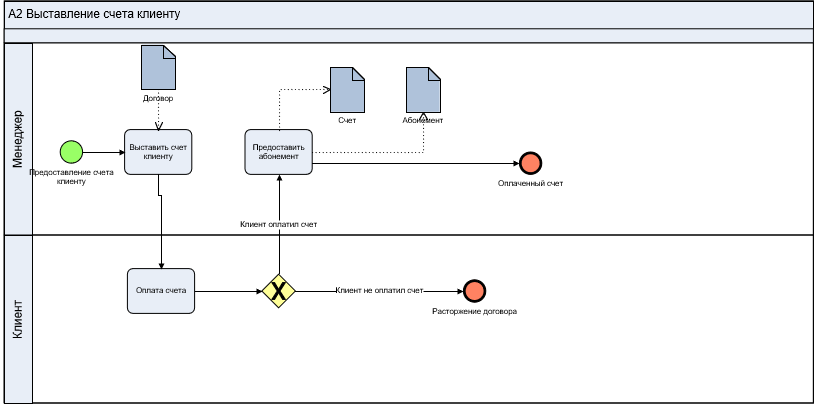 A2 Выставление счета клиенту
Менеджер
Договор
Счет
Абонемент
Предоставление счета
клиенту
Выставить счет
клиенту
Предоставить
абонемент
Оплаченный счет
Клиент оплатил счет
Клиент
Оплата счета
X
Клиент не оплатил счет
Расторжение договора